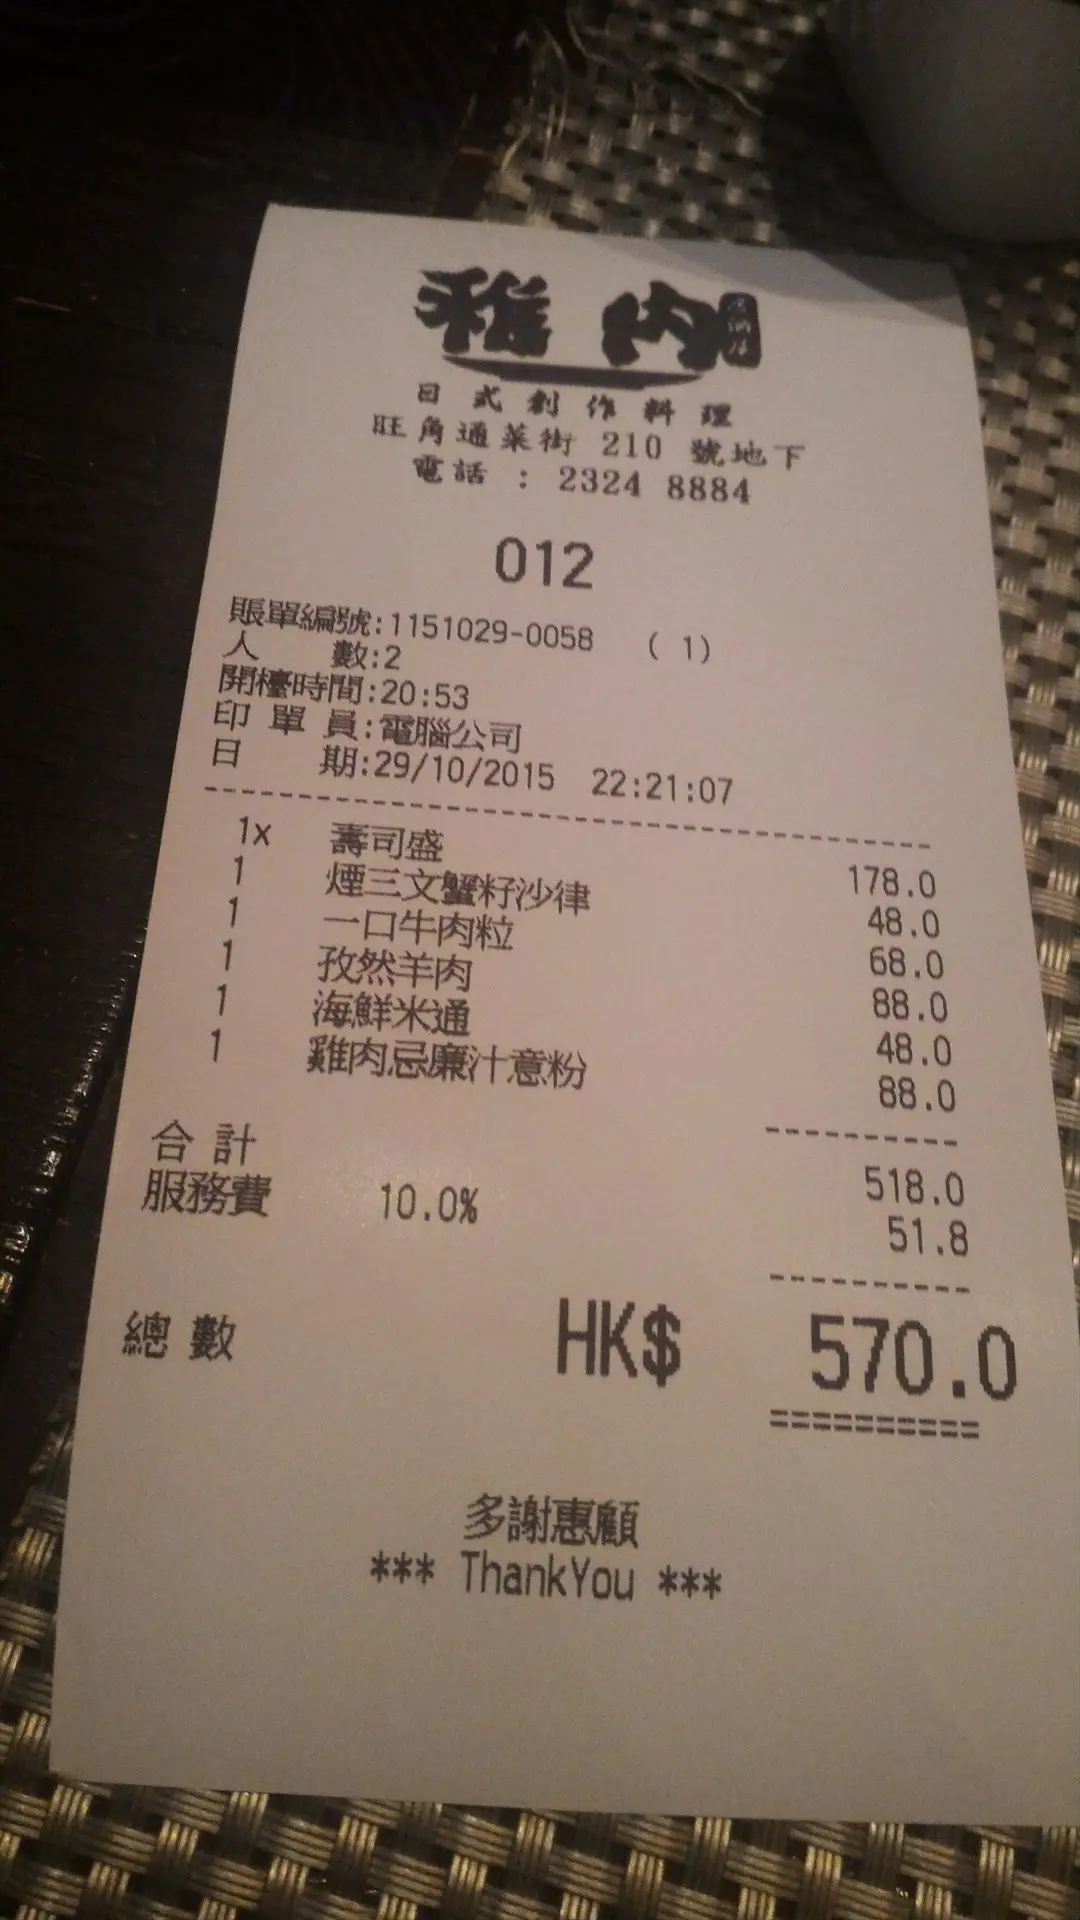 雅 肉
日式創作料理
旺角通菜街 210 號地下
電話 : 2324 8884
012
賬單編號:1151029-0058 ( 1)
人 數:2
開檯時間:20:53
印 單 員:電腦公司
日 期:29/10/2015 22:21:07
1x 壽司盛 178.0
1 煙三文蟹籽沙律 48.0
1 一口牛肉粒 68.0
1 孜然羊肉 88.0
1 海鮮米通 48.0
1 雞肉忌廉汁意粉 88.0
合 計 518.0
服務費 10.0% 51.8
總 數 HK$ 570.0
多謝惠顧
*** ThankYou ***